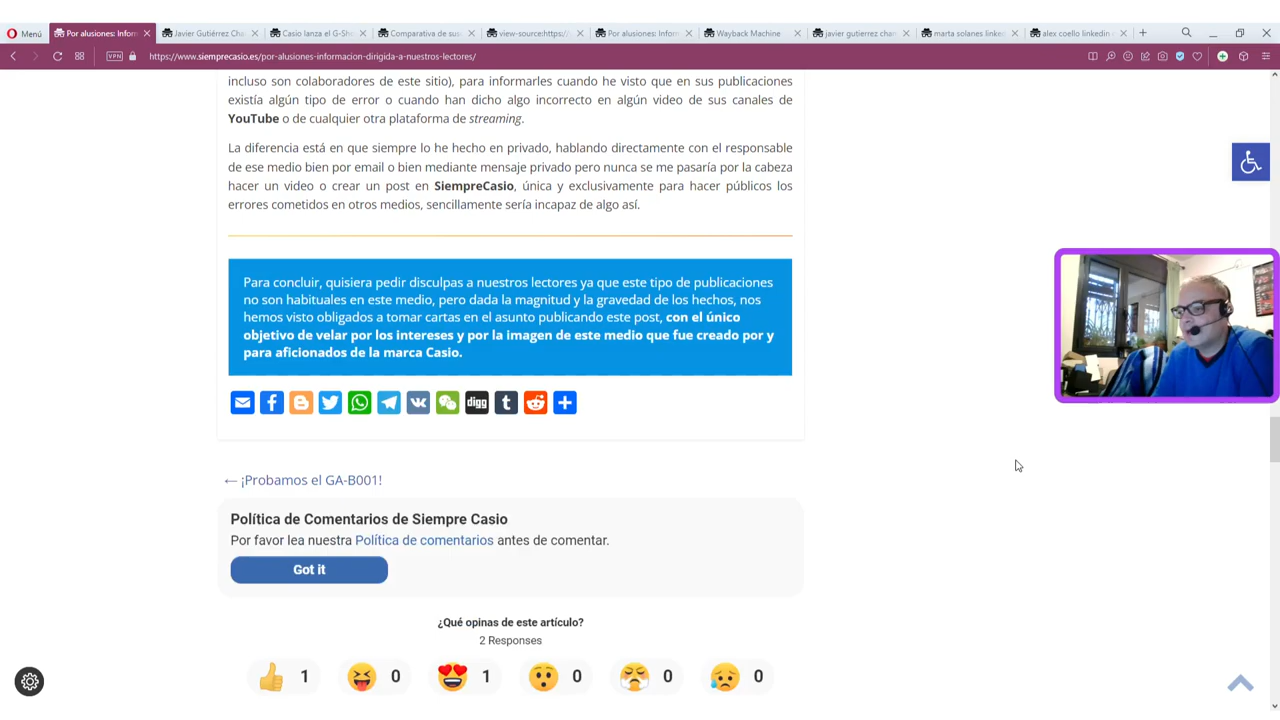 Menú
Por alusiones: Inform
Javier Gutiérrez Cha
Casio lanza el G-Sho
Comparativa de sus
view-source:https:/
Por alusiones: Inform
Wayback Machine
javier gutierrez cham
marta solanes linked
alex coello linkedin
VPN
https://www.siemprecasio.es/por-alusiones-informacion-dirigida-a-nuestros-lectores/
incluso son colaboradores de este sitio), para informarles cuando he visto que en sus publicaciones
existía algún tipo de error o cuando han dicho algo incorrecto en algún video de sus canales de
YouTube o de cualquier otra plataforma de streaming.
La diferencia está en que siempre lo he hecho en privado, hablando directamente con el responsable
de ese medio bien por email o bien mediante mensaje privado pero nunca se me pasaría por la cabeza
hacer un video o crear un post en SiempreCasio, única y exclusivamente para hacer públicos los
errores cometidos en otros medios, sencillamente sería incapaz de algo así.
Para concluir, quisiera pedir disculpas a nuestros lectores ya que este tipo de publicaciones
no son habituales en este medio, pero dada la magnitud y la gravedad de los hechos, nos
hemos visto obligados a tomar cartas en el asunto publicando este post, con el único
objetivo de velar por los intereses y por la imagen de este medio que fue creado por y
para aficionados de la marca Casio.
digg
← ¡Probamos el GA-B001!
Política de Comentarios de Siempre Casio
Por favor lea nuestra Política de comentarios antes de comentar.
Got it
¿Qué opinas de este artículo?
2 Responses
1 0 1 0 0 0